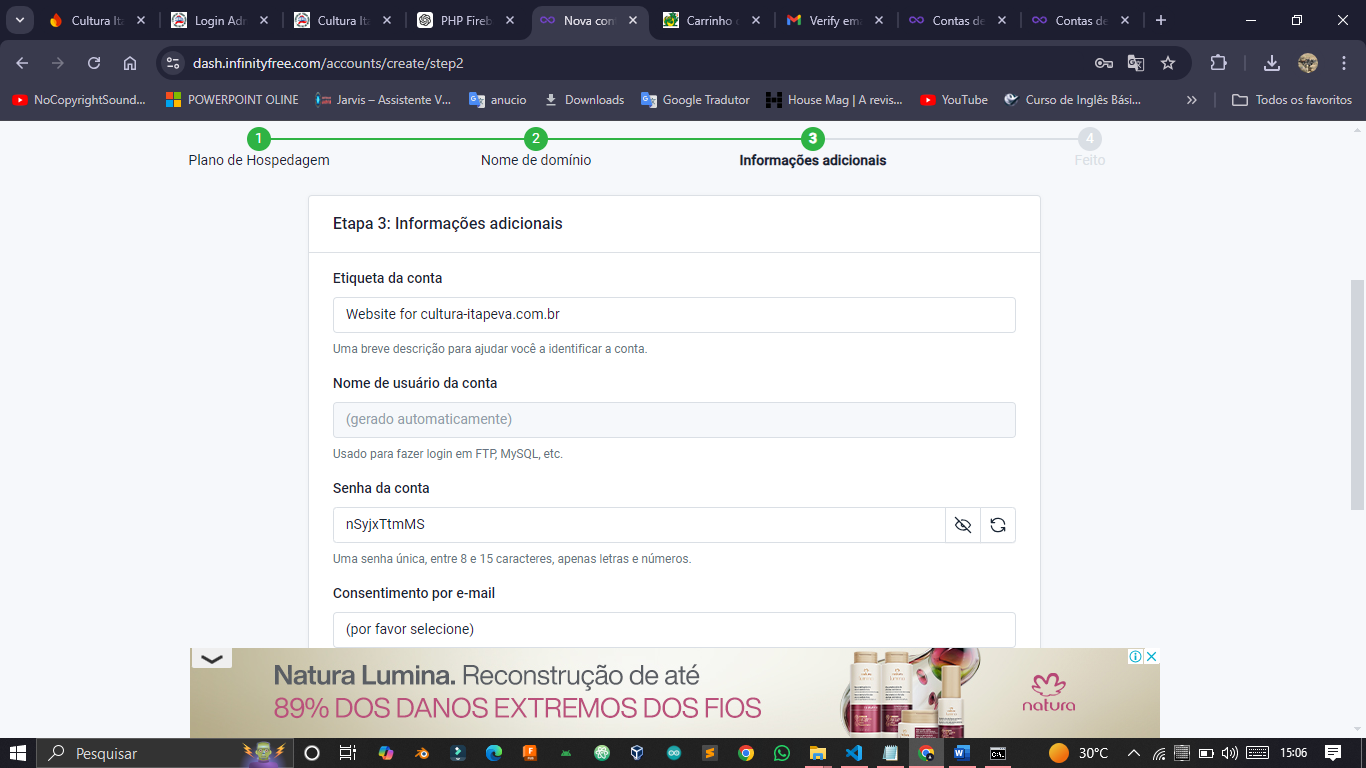 Cultura Ita
Login Adr
Cultura Ita
PHP Fireb
Nova con
Carrinho d
Verify ema
Contas de
Contas de
dash.infinityfree.com/accounts/create/step2
NoCopyrightSound...
POWERPOINT OLINE
Jarvis – Assistente V...
anucio
Downloads
Google Tradutor
House Mag | A revis...
YouTube
Curso de Inglês Bási...
»
Todos os favoritos
1
2
3
4
Plano de Hospedagem
Nome de domínio
Informações adicionais
Feito
Etapa 3: Informações adicionais
Etiqueta da conta
Website for cultura-itapeva.com.br
Uma breve descrição para ajudar você a identificar a conta.
Nome de usuário da conta
(gerado automaticamente)
Usado para fazer login em FTP, MySQL, etc.
Senha da conta
nSyjxTtmMS
Uma senha única, entre 8 e 15 caracteres, apenas letras e números.
Consentimento por e-mail
(por favor selecione)
Natura Lumina. Reconstrução de até
89% DOS DANOS EXTREMOS DOS FIOS
natura
Pesquisar
30°C
15:06